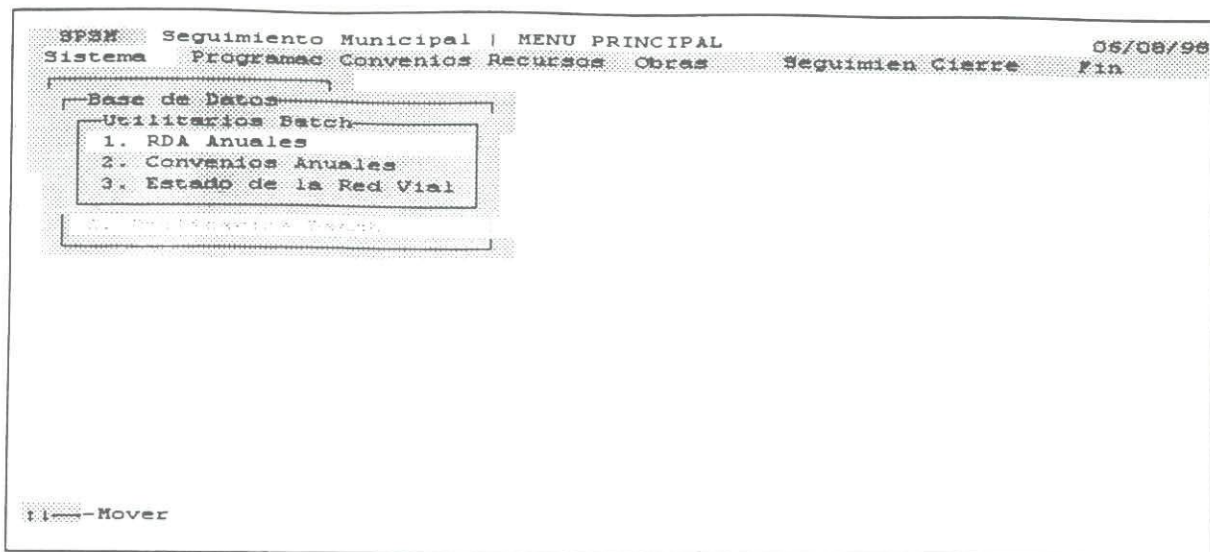 SPSM Seguimiento Municipal | MENU PRINCIPAL 06/08/98
Sistema Programac Convenios Recursos Obras Seguimien Cierre Fin
Base de Datos
Utilitarios Batch
1. RDA Anuales
2. Convenios Anuales
3. Estado de la Red Vial
↕↓──-Mover